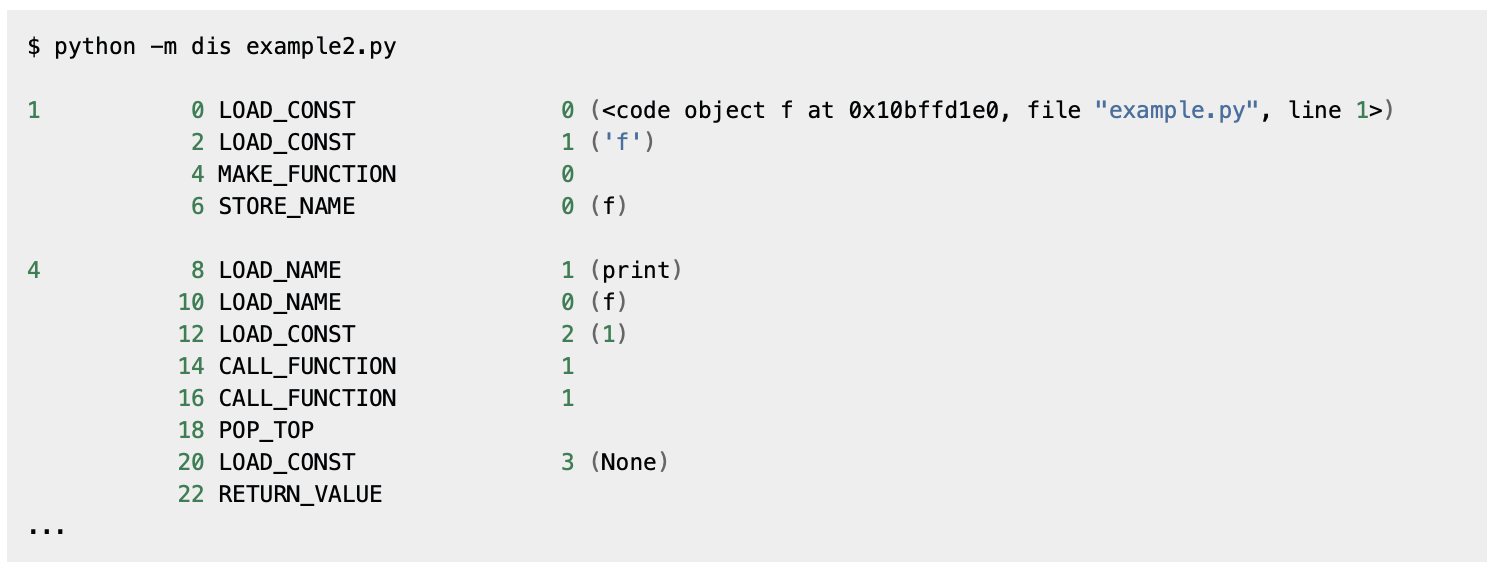 $ python -m dis example2.py
1 0 LOAD_CONST 0 (<code object f at 0x10bffd1e0, file "example.py", line 1>)
2 LOAD_CONST 1 ('f')
4 MAKE_FUNCTION 0
6 STORE_NAME 0 (f)
4 8 LOAD_NAME 1 (print)
10 LOAD_NAME 0 (f)
12 LOAD_CONST 2 (1)
14 CALL_FUNCTION 1
16 CALL_FUNCTION 1
18 POP_TOP
20 LOAD_CONST 3 (None)
22 RETURN_VALUE
...